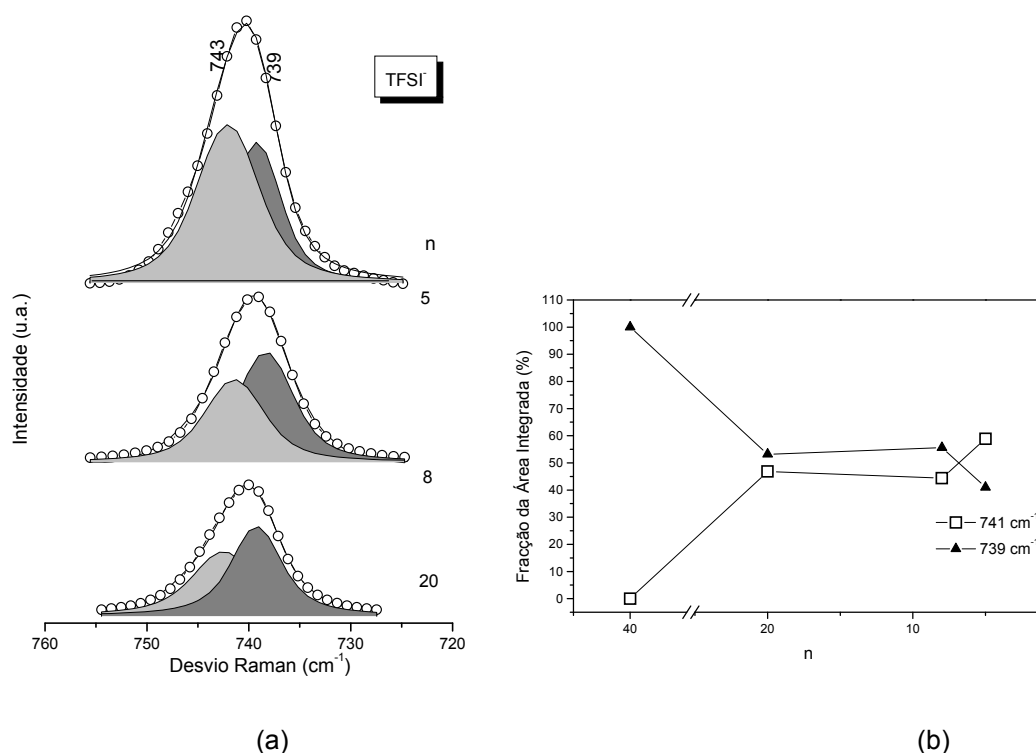 743
739
TFSI⁻
n
5
8
20
Intensidade (u.a.)
760 750 740 730 720
Desvio Raman (cm⁻¹)
(a)
110
100
90
80
70
60
50
40
30
20
10
0
Fracção da Área Integrada (%)
741 cm⁻¹
739 cm⁻¹
40 20 10
n
(b)